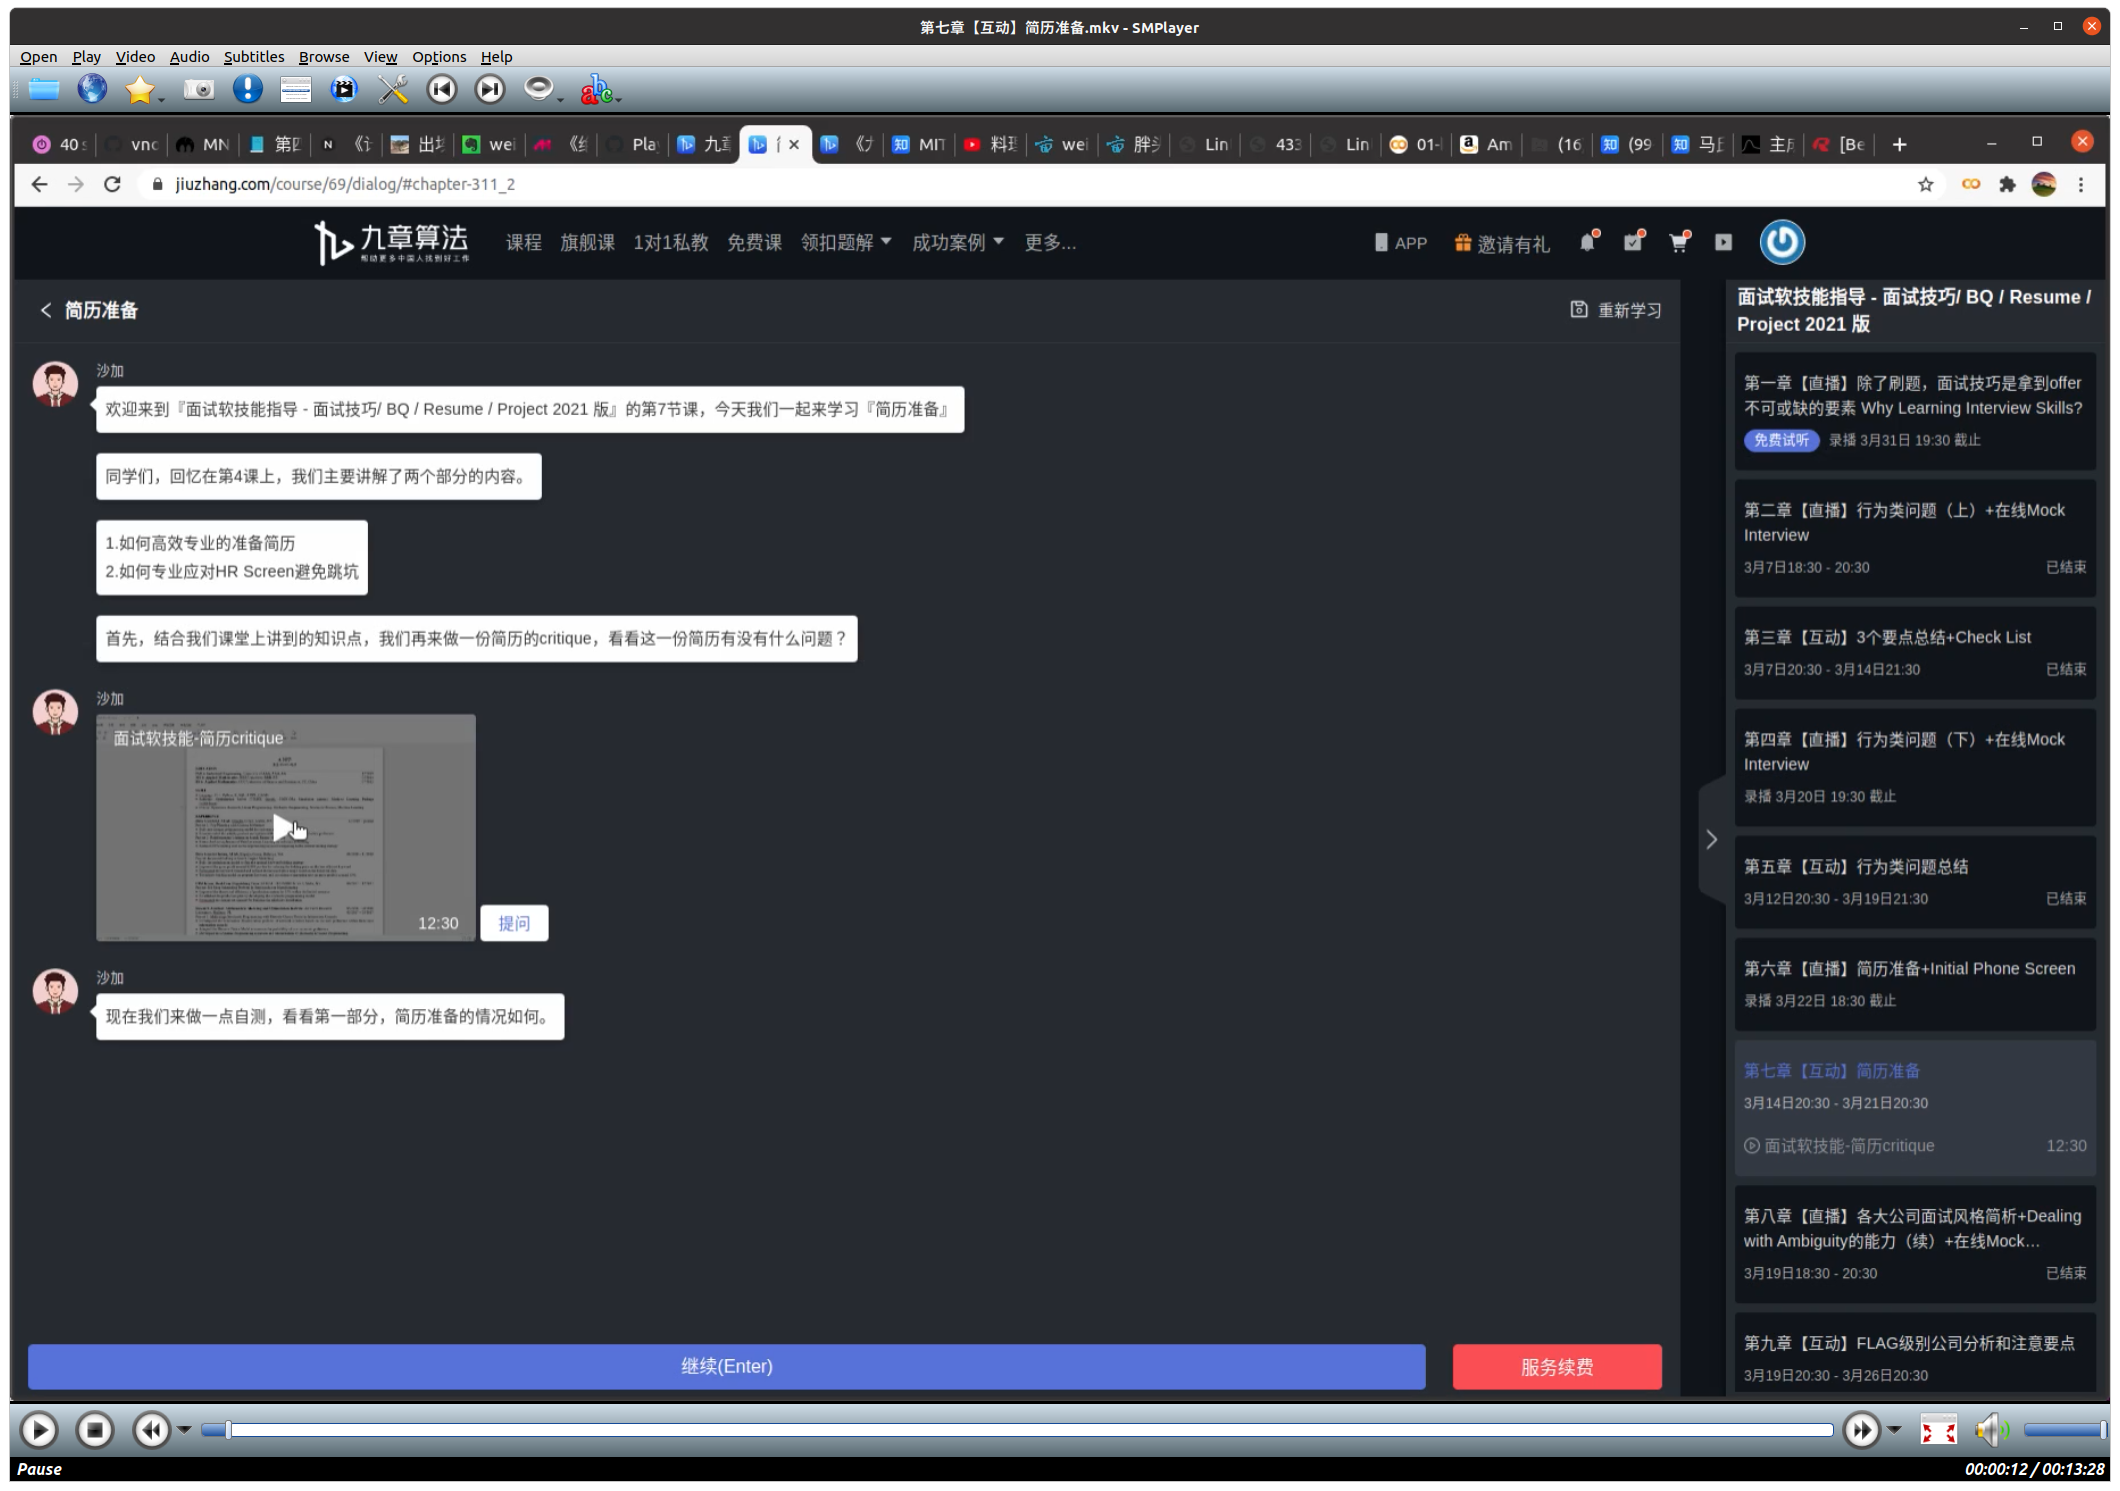 第七章【互动】简历准备.mkv - SMPlayer
Open Play Video Audio Subtitles Browse View Options Help
40 vnc MN 第四 N 出 wei Pla 九章 MIT 料理 wei 胖头 Lin 433 Lin 01- Am (16 (99 马 主 [Be
jiuzhang.com/course/69/dialog/#chapter-311_2
九章算法
帮助更多中国人找到好工作
课程 旗舰课 1对1私教 免费课 领扣题解 成功案例 更多... APP 邀请有礼
简历准备
重新学习
沙加
欢迎来到『面试软技能指导 - 面试技巧/ BQ / Resume / Project 2021 版』的第7节课，今天我们一起来学习『简历准备』
同学们，回忆在第4课上，我们主要讲解了两个部分的内容。
1.如何高效专业的准备简历
2.如何专业应对HR Screen避免跳坑
首先，结合我们课堂上讲到的知识点，我们再来做一份简历的critique，看看这一份简历有没有什么问题？
沙加
面试软技能-简历critique
12:30
提问
沙加
现在我们来做一点自测，看看第一部分，简历准备的情况如何。
继续(Enter)
服务续费
面试软技能指导 - 面试技巧/ BQ / Resume /
Project 2021 版
第一章【直播】除了刷题，面试技巧是拿到offer
不可或缺的要素 Why Learning Interview Skills?
免费试听 录播 3月31日 19:30 截止
第二章【直播】行为类问题（上）+在线Mock
Interview
3月7日18:30 - 20:30 已结束
第三章【互动】3个要点总结+Check List
3月7日20:30 - 3月14日21:30 已结束
第四章【直播】行为类问题（下）+在线Mock
Interview
录播 3月20日 19:30 截止
第五章【互动】行为类问题总结
3月12日20:30 - 3月19日21:30 已结束
第六章【直播】简历准备+Initial Phone Screen
录播 3月22日 18:30 截止
第七章【互动】简历准备
3月14日20:30 - 3月21日20:30
面试软技能-简历critique 12:30
第八章【直播】各大公司面试风格简析+Dealing
with Ambiguity的能力（续）+在线Mock…
3月19日18:30 - 20:30 已结束
第九章【互动】FLAG级别公司分析和注意要点
3月19日20:30 - 3月26日20:30
Pause
00:00:12 / 00:13:28